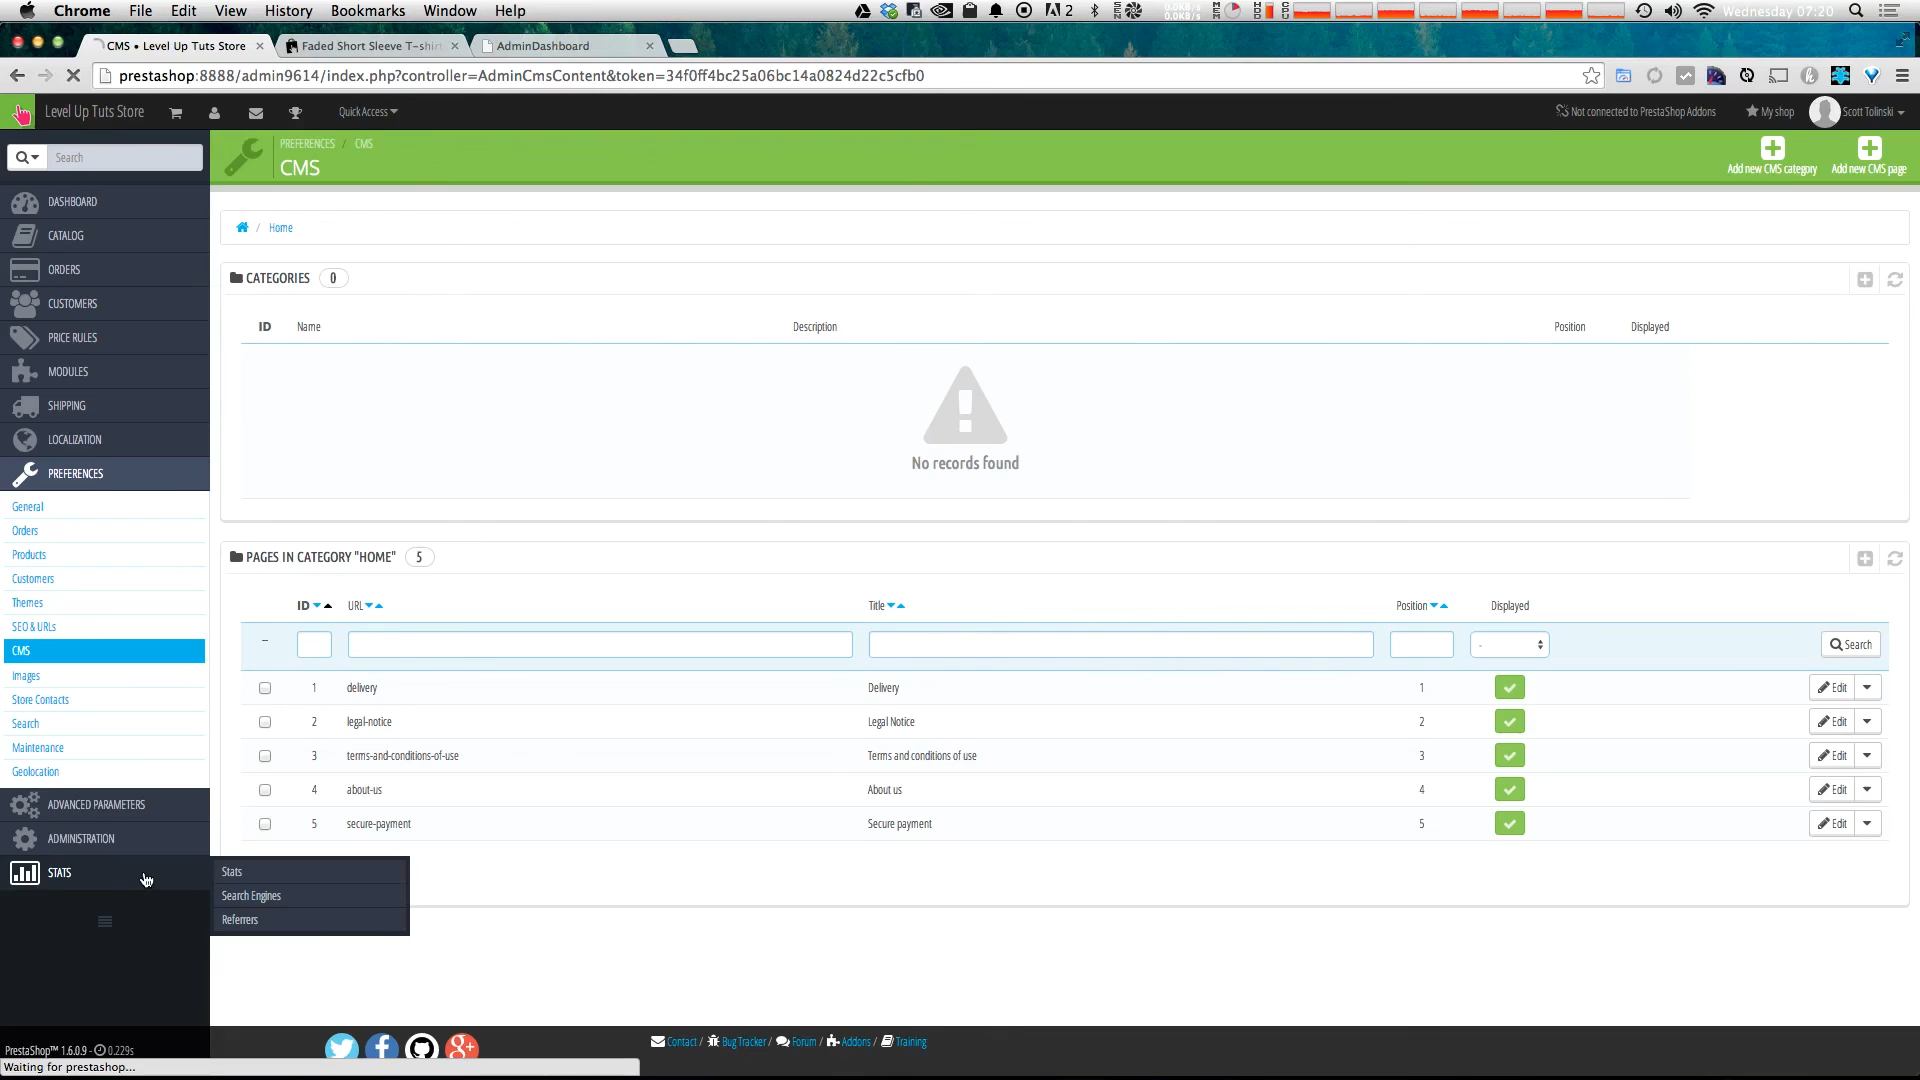 Chrome File Edit View History Bookmarks Window Help
2
Wednesday 07:20
CMS • Level Up Tuts Store
Faded Short Sleeve T-shirt
AdminDashboard
prestashop:8888/admin9614/index.php?controller=AdminCmsContent&token=34f0ff4bc25a06bc14a0824d22c5cfb0
Level Up Tuts Store
Quick Access
Not connected to PrestaShop Addons
My shop
Scott Tolinski
Search
PREFERENCES / CMS
CMS
Add new CMS category
Add new CMS page
DASHBOARD
CATALOG
ORDERS
CUSTOMERS
PRICE RULES
MODULES
SHIPPING
LOCALIZATION
PREFERENCES
General
Orders
Products
Customers
Themes
SEO & URLs
CMS
Images
Store Contacts
Search
Maintenance
Geolocation
ADVANCED PARAMETERS
ADMINISTRATION
STATS
Stats
Search Engines
Referrers
/ Home
CATEGORIES 0
ID Name Description Position Displayed
No records found
PAGES IN CATEGORY "HOME" 5
ID URL Title Position Displayed
-- - Search
1 delivery Delivery 1 Edit
2 legal-notice Legal Notice 2 Edit
3 terms-and-conditions-of-use Terms and conditions of use 3 Edit
4 about-us About us 4 Edit
5 secure-payment Secure payment 5 Edit
PrestaShop™ 1.6.0.9 - 0.229s
Contact / Bug Tracker / Forum / Addons / Training
Waiting for prestashop...